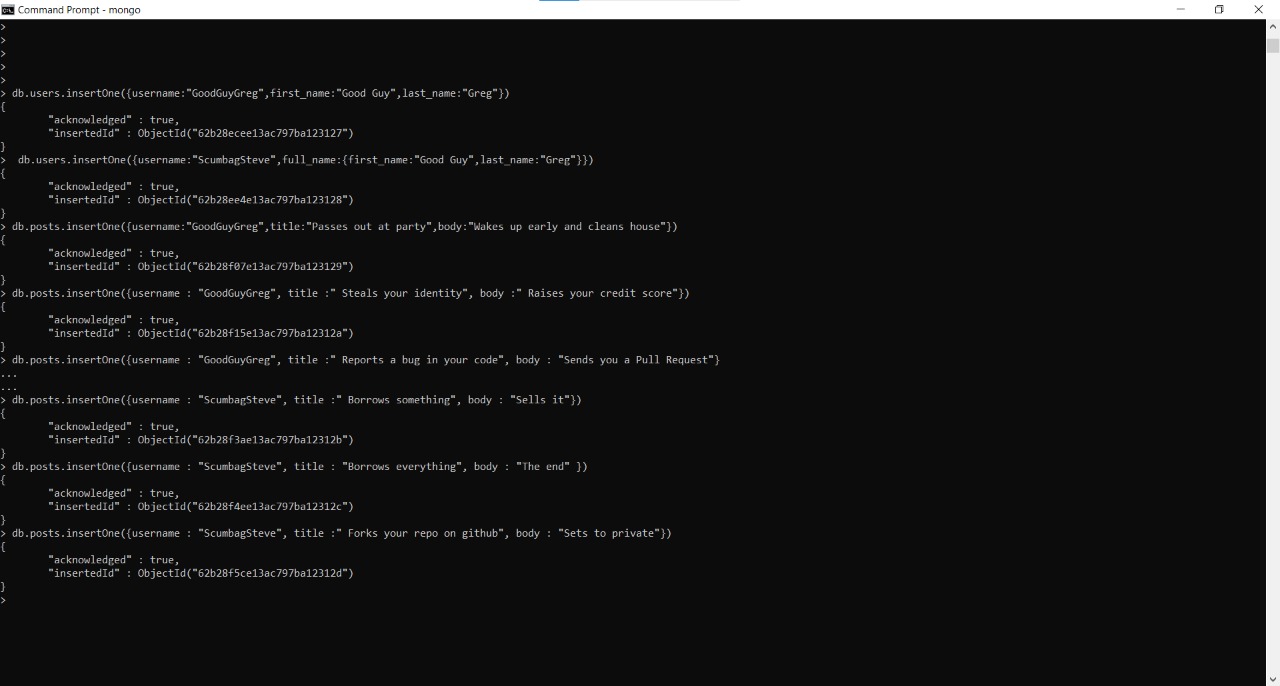 Command Prompt - mongo
>
>
>
>
>
> db.users.insertOne({username:"GoodGuyGreg",first_name:"Good Guy",last_name:"Greg"})
{
        "acknowledged" : true,
        "insertedId" : ObjectId("62b28ecee13ac797ba123127")
}
>  db.users.insertOne({username:"ScumbagSteve",full_name:{first_name:"Good Guy",last_name:"Greg"}})
{
        "acknowledged" : true,
        "insertedId" : ObjectId("62b28ee4e13ac797ba123128")
}
> db.posts.insertOne({username:"GoodGuyGreg",title:"Passes out at party",body:"Wakes up early and cleans house"})
{
        "acknowledged" : true,
        "insertedId" : ObjectId("62b28f07e13ac797ba123129")
}
> db.posts.insertOne({username : "GoodGuyGreg", title :" Steals your identity", body :" Raises your credit score"})
{
        "acknowledged" : true,
        "insertedId" : ObjectId("62b28f15e13ac797ba12312a")
}
> db.posts.insertOne({username : "GoodGuyGreg", title :" Reports a bug in your code", body : "Sends you a Pull Request"}
...
...
> db.posts.insertOne({username : "ScumbagSteve", title :" Borrows something", body : "Sells it"})
{
        "acknowledged" : true,
        "insertedId" : ObjectId("62b28f3ae13ac797ba12312b")
}
> db.posts.insertOne({username : "ScumbagSteve", title : "Borrows everything", body : "The end" })
{
        "acknowledged" : true,
        "insertedId" : ObjectId("62b28f4ee13ac797ba12312c")
}
> db.posts.insertOne({username : "ScumbagSteve", title :" Forks your repo on github", body : "Sets to private"})
{
        "acknowledged" : true,
        "insertedId" : ObjectId("62b28f5ce13ac797ba12312d")
}
>